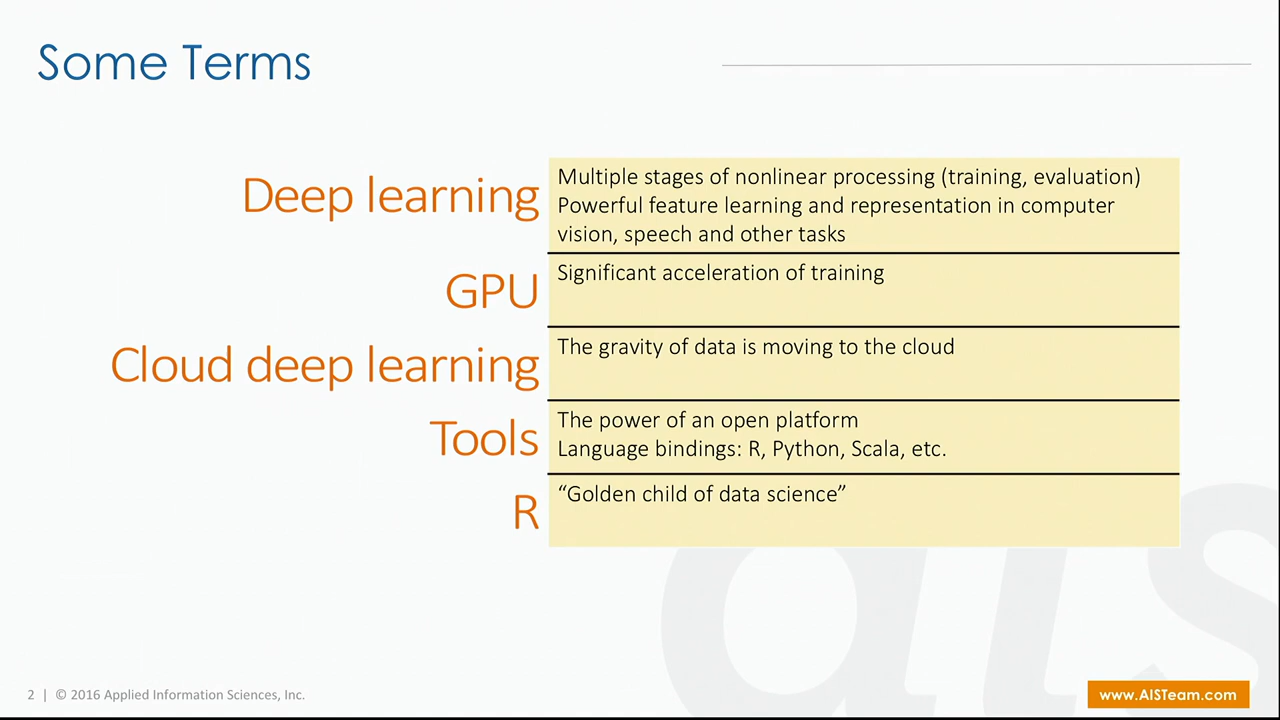 Some Terms
Deep learning
Multiple stages of nonlinear processing (training, evaluation)
Powerful feature learning and representation in computer
vision, speech and other tasks
GPU
Significant acceleration of training
Cloud deep learning
The gravity of data is moving to the cloud
Tools
The power of an open platform
Language bindings: R, Python, Scala, etc.
R
“Golden child of data science”
ais
2 | © 2016 Applied Information Sciences, Inc.
www.AISTeam.com